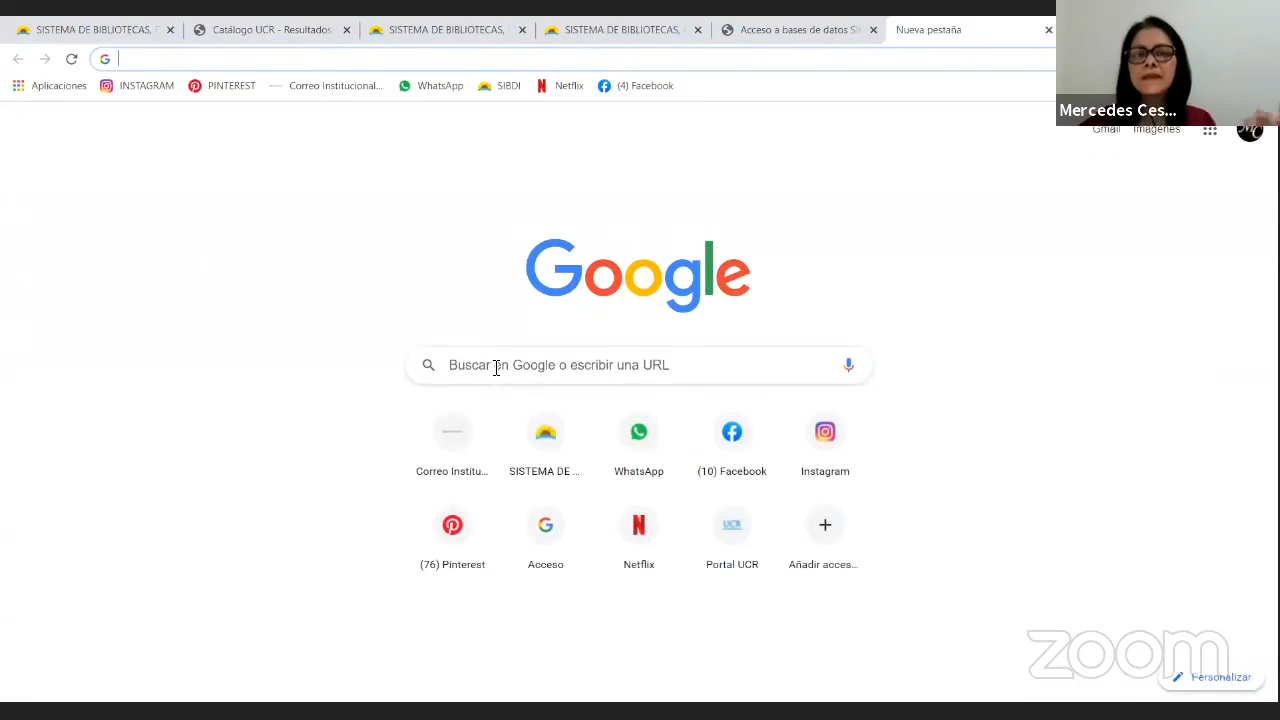 SISTEMA DE BIBLIOTECAS, D
Catálogo UCR - Resultados
SISTEMA DE BIBLIOTECAS,
SISTEMA DE BIBLIOTECAS,
Acceso a bases de datos SI
Nueva pestaña
Aplicaciones
INSTAGRAM
PINTEREST
Correo Institucional...
WhatsApp
SIBDI
Netflix
(4) Facebook
Mercedes Ces...
Gmail
Imágenes
Google
Buscar en Google o escribir una URL
Correo Institu...
SISTEMA DE ...
WhatsApp
(10) Facebook
Instagram
(76) Pinterest
Acceso
Netflix
Portal UCR
Añadir acces...
zoom
Personalizar